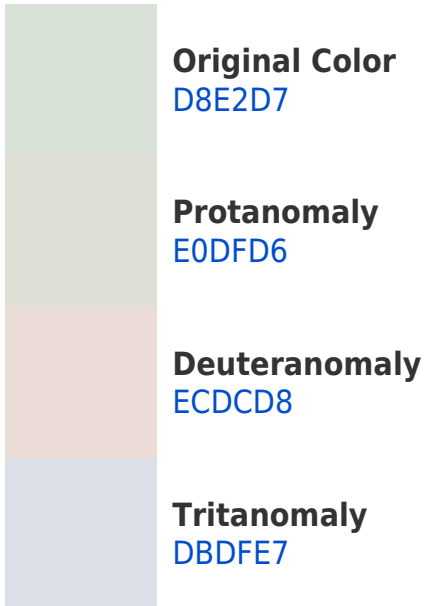 Original Color
D8E2D7
Protanomaly
E0DFD6
Deuteranomaly
ECDCD8
Tritanomaly
DBDFE7